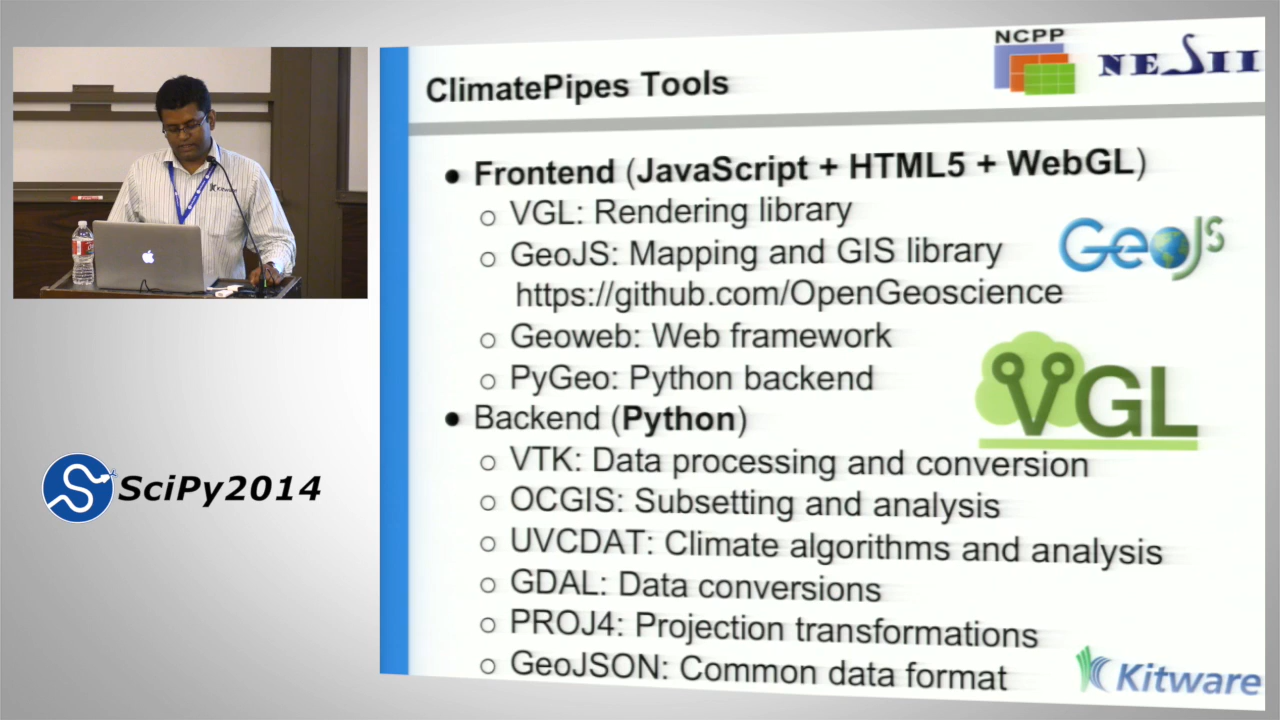 NCPP
NESII
ClimatePipes Tools
● Frontend (JavaScript + HTML5 + WebGL)
○ VGL: Rendering library
○ GeoJS: Mapping and GIS library
https://github.com/OpenGeoscience
○ Geoweb: Web framework
○ PyGeo: Python backend
● Backend (Python)
○ VTK: Data processing and conversion
○ OCGIS: Subsetting and analysis
○ UVCDAT: Climate algorithms and analysis
○ GDAL: Data conversions
○ PROJ4: Projection transformations
○ GeoJSON: Common data format
GeoJS
VGL
Kitware
Kitware
SciPy2014